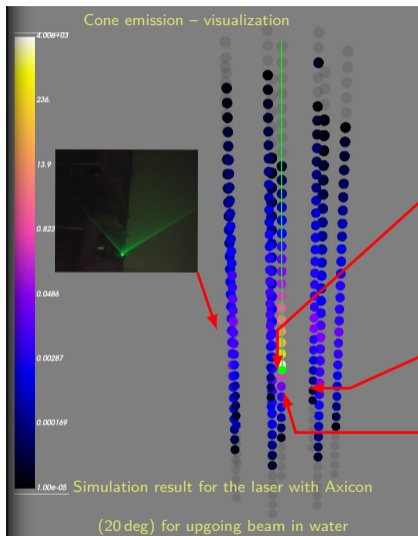 Cone emission – visualization
4.00e+03
236.
13.9
0.823
0.0486
0.00287
0.000169
1.00e-05
Simulation result for the laser with Axicon
(20 deg) for upgoing beam in water